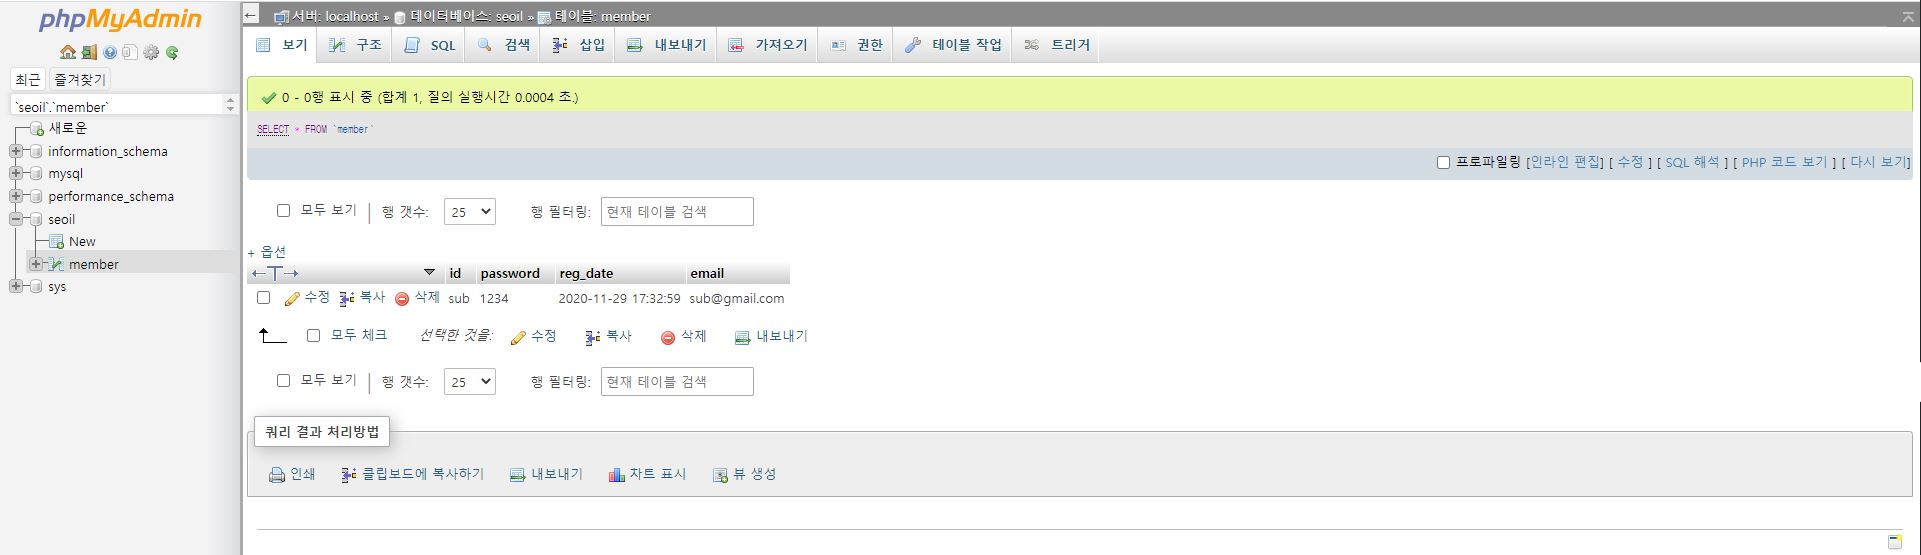 phpMyAdmin
최근 즐겨찾기
`seoil`.`member`
새로운
information_schema
mysql
performance_schema
seoil
New
member
sys
서버: localhost » 데이터베이스: seoil » 테이블: member
보기 구조 SQL 검색 삽입 내보내기 가져오기 권한 테이블 작업 트리거
0 - 0행 표시 중 (합계 1, 질의 실행시간 0.0004 초.)
SELECT * FROM `member`
프로파일링 [인라인 편집] [ 수정 ] [ SQL 해석 ] [ PHP 코드 보기 ] [ 다시 보기]
모두 보기 | 행 갯수: 25 행 필터링: 현재 테이블 검색
+ 옵션
←T→ id password reg_date email
수정 복사 삭제 sub 1234 2020-11-29 17:32:59 sub@gmail.com
모두 체크 선택한 것을: 수정 복사 삭제 내보내기
모두 보기 | 행 갯수: 25 행 필터링: 현재 테이블 검색
쿼리 결과 처리방법
인쇄 클립보드에 복사하기 내보내기 차트 표시 뷰 생성